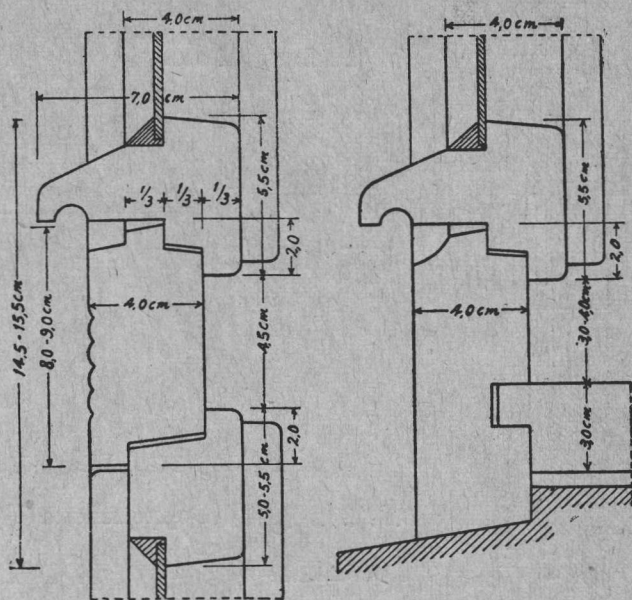 4,0cm
7,0 cm
1/3 1/3 1/3
5,5cm
2,0
4,0cm
14,5 - 15,5cm
8,0 - 9,0cm
4,5cm
2,0
5,0-5,5 cm
4,0cm
5,5cm
2,0
4,0cm
3,0-4,0cm
3,0cm